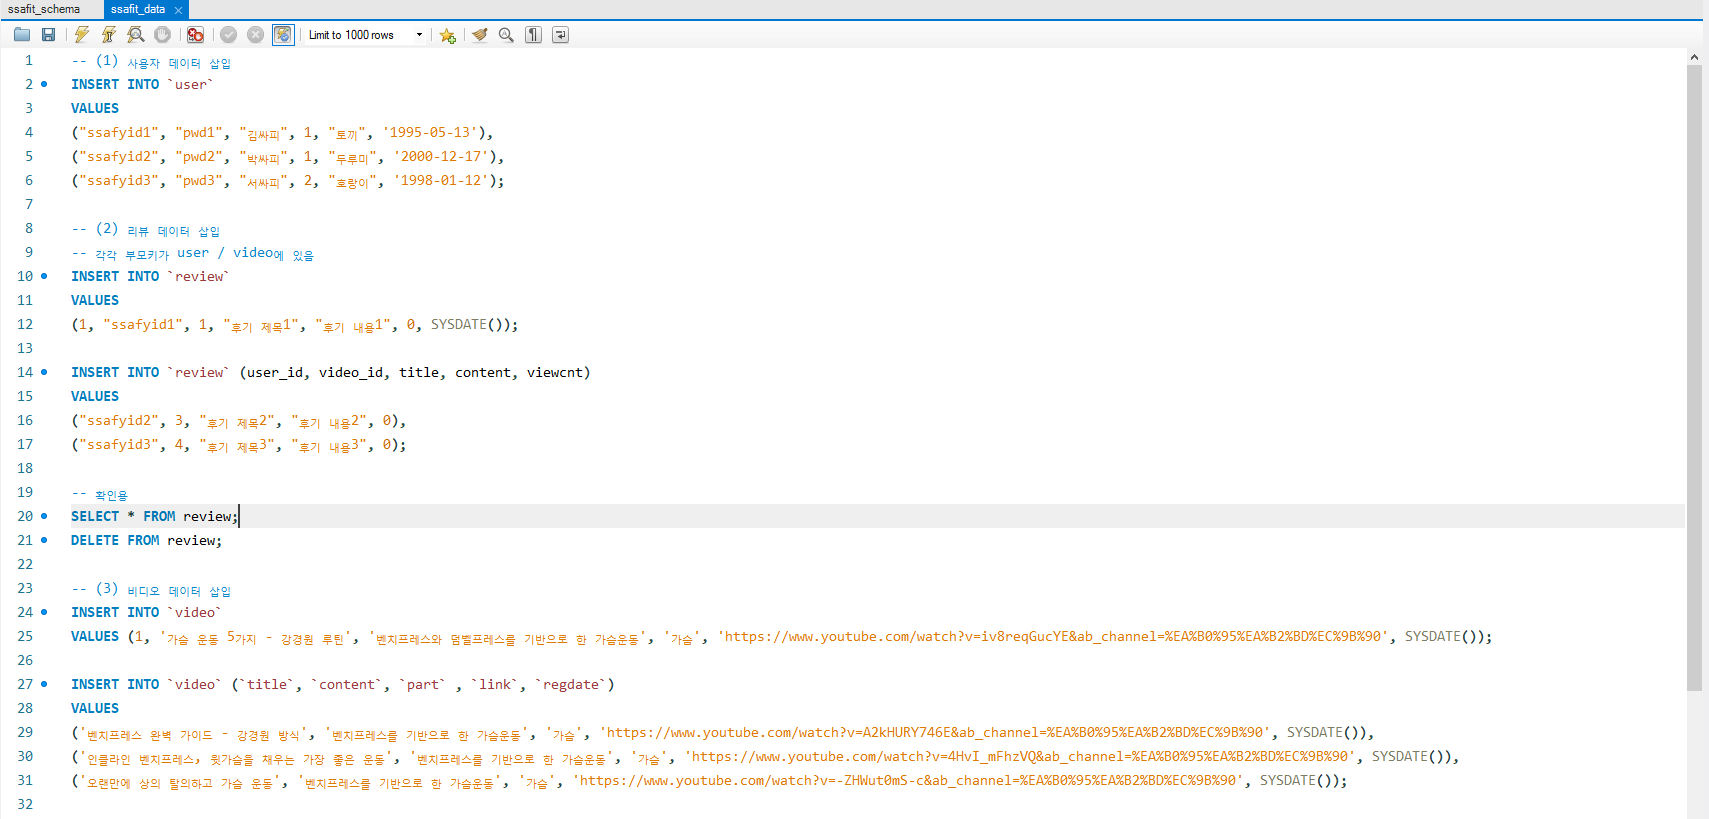 ssafit_schema ssafit_data
Limit to 1000 rows
1 -- (1) 사용자 데이터 삽입
2 INSERT INTO `user`
3 VALUES
4 ("ssafyid1", "pwd1", "김싸피", 1, "토끼", '1995-05-13'),
5 ("ssafyid2", "pwd2", "박싸피", 1, "두루미", '2000-12-17'),
6 ("ssafyid3", "pwd3", "서싸피", 2, "호랑이", '1998-01-12');
7
8 -- (2) 리뷰 데이터 삽입
9 -- 각각 부모키가 user / video에 있음
10 INSERT INTO `review`
11 VALUES
12 (1, "ssafyid1", 1, "후기 제목1", "후기 내용1", 0, SYSDATE());
13
14 INSERT INTO `review` (user_id, video_id, title, content, viewcnt)
15 VALUES
16 ("ssafyid2", 3, "후기 제목2", "후기 내용2", 0),
17 ("ssafyid3", 4, "후기 제목3", "후기 내용3", 0);
18
19 -- 확인용
20 SELECT * FROM review;
21 DELETE FROM review;
22
23 -- (3) 비디오 데이터 삽입
24 INSERT INTO `video`
25 VALUES (1, '가슴 운동 5가지 - 강경원 루틴', '벤치프레스와 덤벨프레스를 기반으로 한 가슴운동', '가슴', 'https://www.youtube.com/watch?v=iv8reqGucYE&ab_channel=%EA%B0%95%EA%B2%BD%EC%9B%90', SYSDATE());
26
27 INSERT INTO `video` (`title`, `content`, `part` , `link`, `regdate`)
28 VALUES
29 ('벤치프레스 완벽 가이드 - 강경원 방식', '벤치프레스를 기반으로 한 가슴운동', '가슴', 'https://www.youtube.com/watch?v=A2kHURY746E&ab_channel=%EA%B0%95%EA%B2%BD%EC%9B%90', SYSDATE()),
30 ('인클라인 벤치프레스, 윗가슴을 채우는 가장 좋은 운동', '벤치프레스를 기반으로 한 가슴운동', '가슴', 'https://www.youtube.com/watch?v=4HvI_mFhzVQ&ab_channel=%EA%B0%95%EA%B2%BD%EC%9B%90', SYSDATE()),
31 ('오랜만에 상의 탈의하고 가슴 운동', '벤치프레스를 기반으로 한 가슴운동', '가슴', 'https://www.youtube.com/watch?v=-ZHWut0mS-c&ab_channel=%EA%B0%95%EA%B2%BD%EC%9B%90', SYSDATE());
32